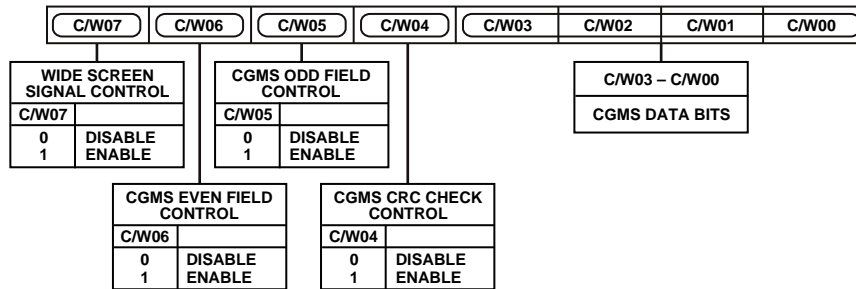 C/W07 C/W06 C/W05 C/W04 C/W03 C/W02 C/W01 C/W00
WIDE SCREEN
SIGNAL CONTROL
C/W07
0 DISABLE
1 ENABLE
CGMS ODD FIELD
CONTROL
C/W05
0 DISABLE
1 ENABLE
C/W03 – C/W00
CGMS DATA BITS
CGMS EVEN FIELD
CONTROL
C/W06
0 DISABLE
1 ENABLE
CGMS CRC CHECK
CONTROL
C/W04
0 DISABLE
1 ENABLE